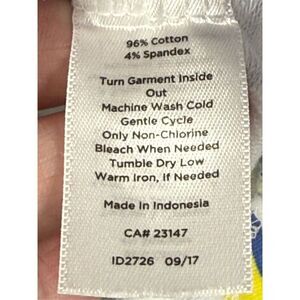 96% Cotton
4% Spandex
Turn Garment Inside
Out
Machine Wash Cold
Gentle Cycle
Only Non-Chlorine
Bleach When Needed
Tumble Dry Low
Warm Iron, if Needed
Made in Indonesia
CA# 23147
ID2726 09/17